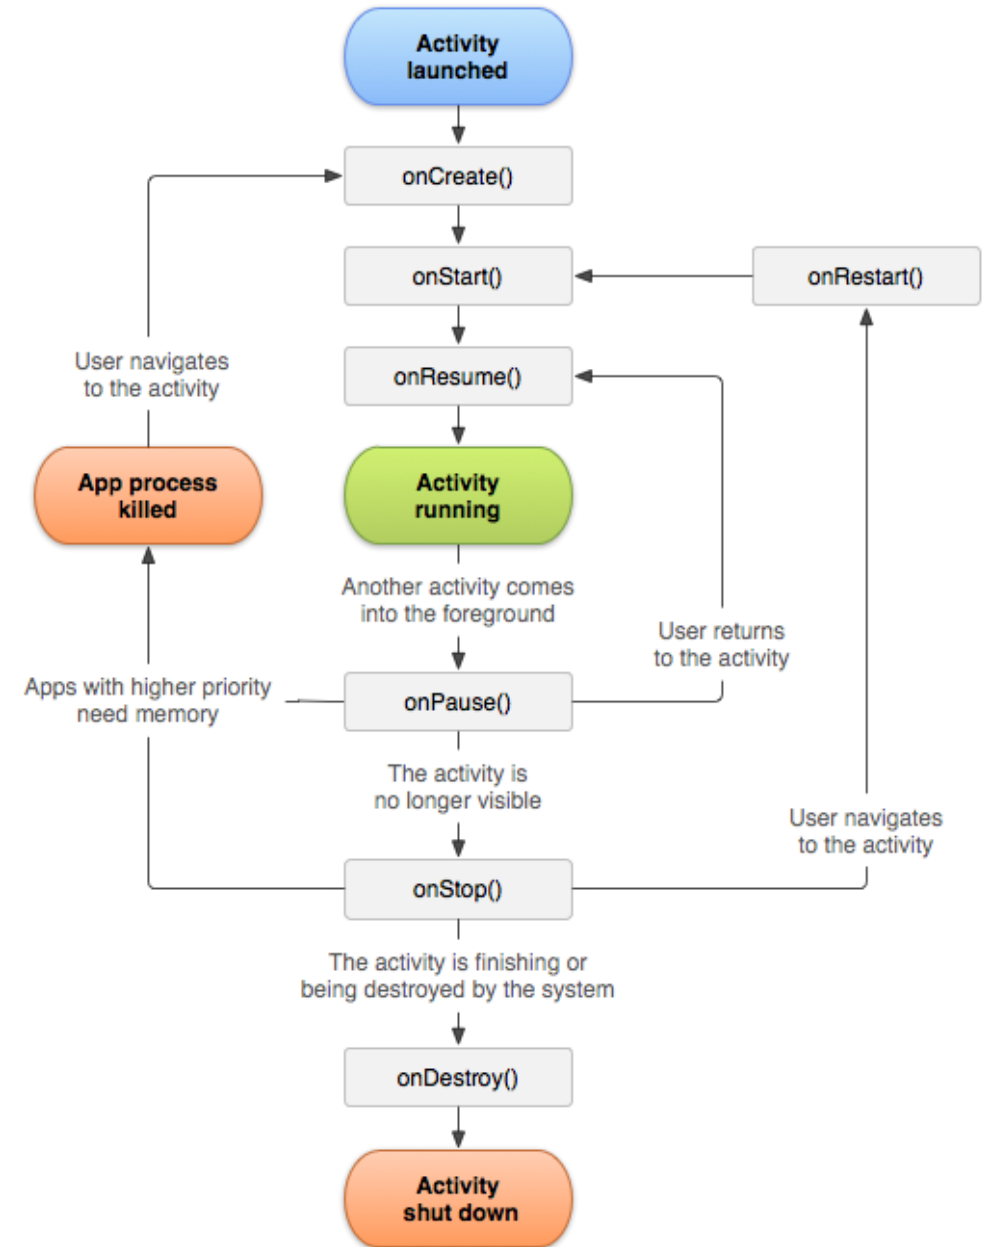 Activity
launched
onCreate()
onStart()
onRestart()
User navigates
to the activity
onResume()
App process
killed
Activity
running
Another activity comes
into the foreground
User returns
to the activity
Apps with higher priority
need memory
onPause()
The activity is
no longer visible
User navigates
to the activity
onStop()
The activity is finishing or
being destroyed by the system
onDestroy()
Activity
shut down